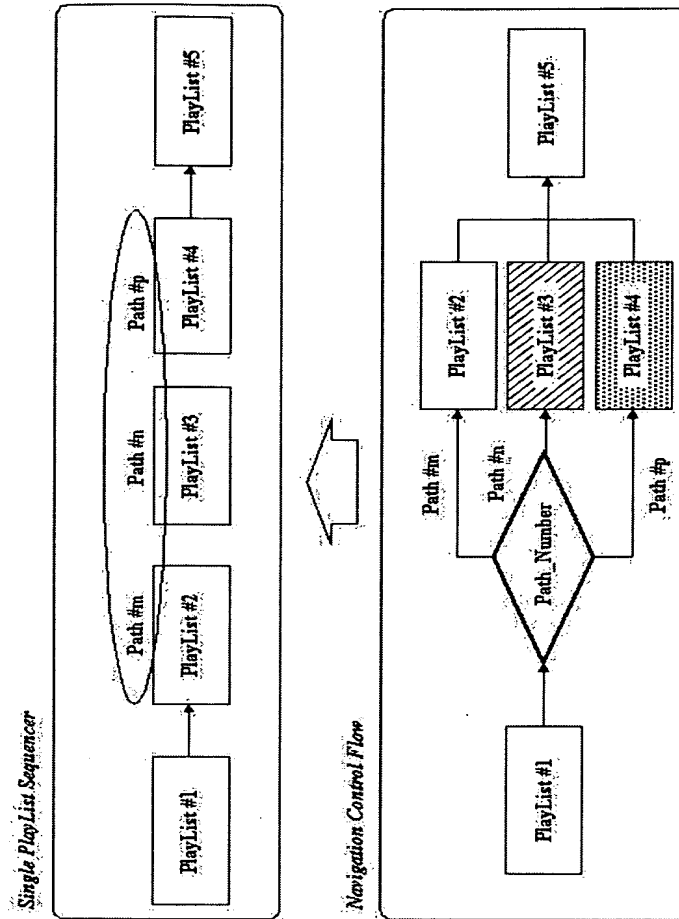 Single PlayList Sequencer
Path #m
Path #n
Path #p
PlayList #1
PlayList #2
PlayList #3
PlayList #4
PlayList #5
Navigation Control Flow
PlayList #1
Path_Number
Path #m
Path #n
Path #p
PlayList #2
PlayList #3
PlayList #4
PlayList #5